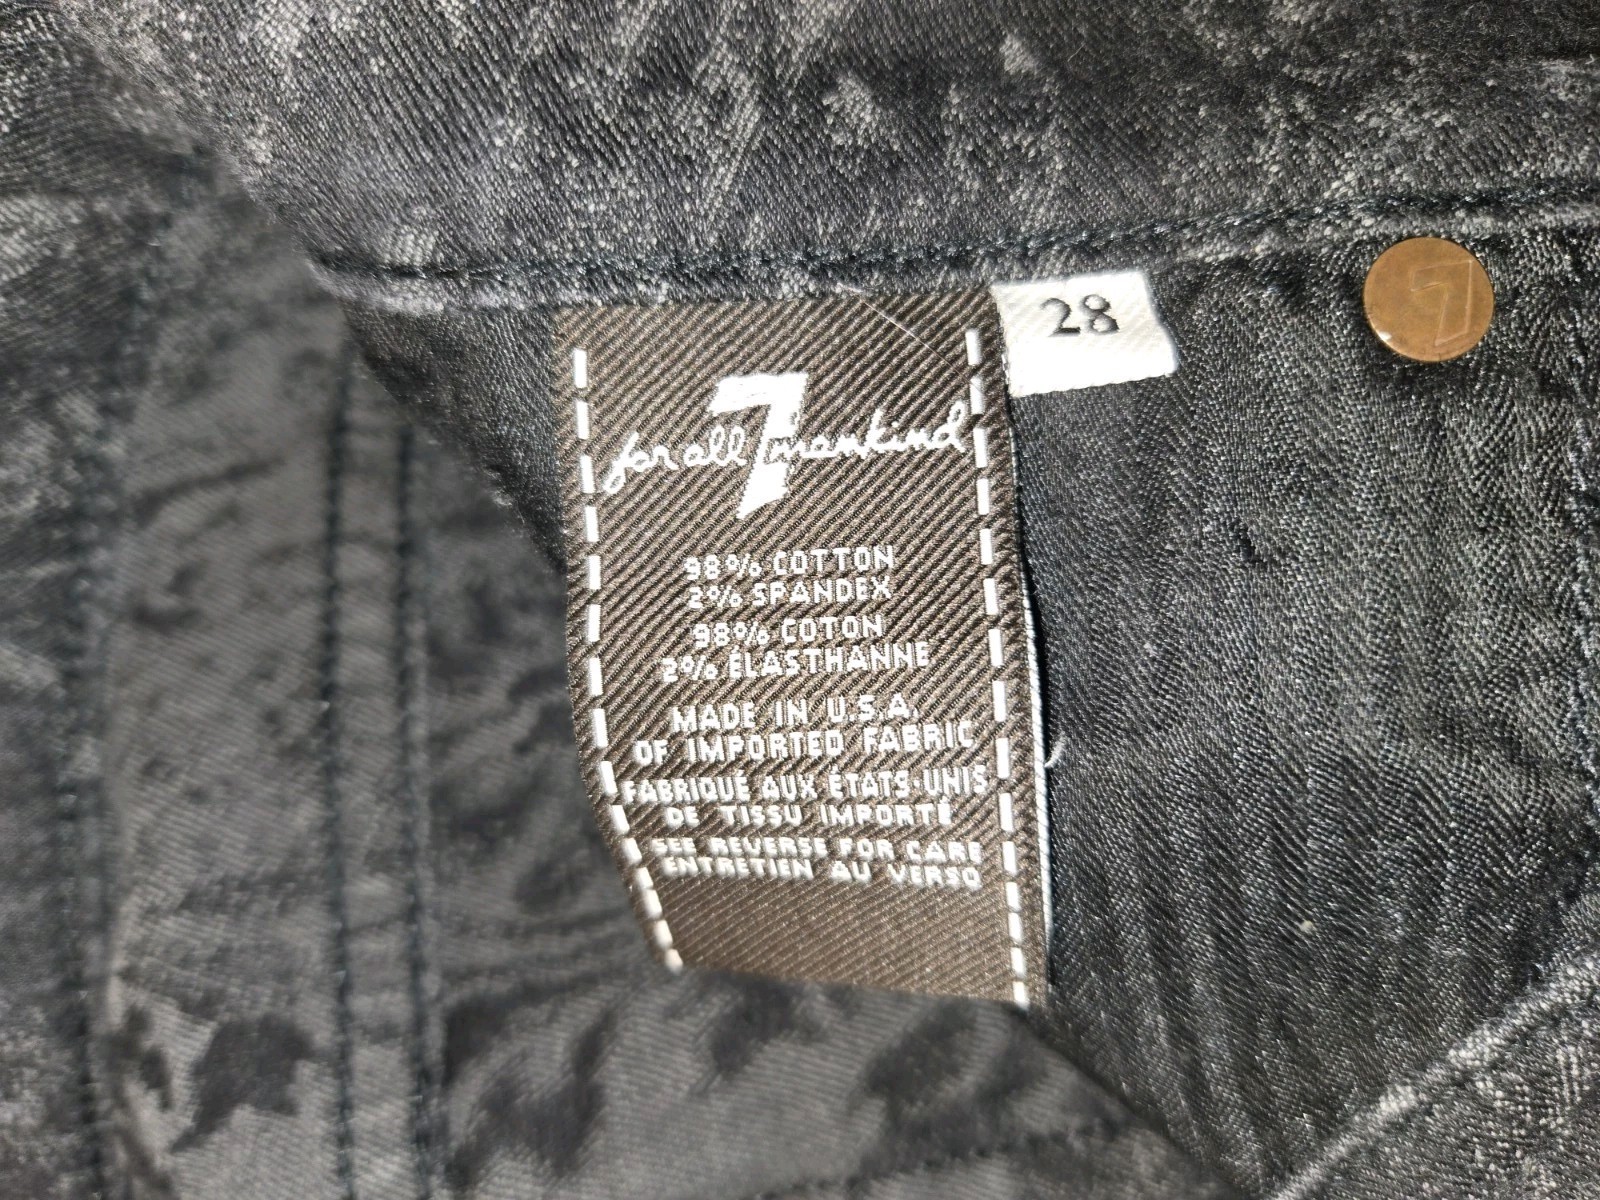 28
7
for all 7 mankind
98% COTTON
2% SPANDEX
98% COTON
2% ÉLASTHANNE
MADE IN U.S.A.
OF IMPORTED FABRIC
FABRIQUÉ AUX ÉTATS-UNIS
DE TISSU IMPORTÉ
SEE REVERSE FOR CARE
ENTRETIEN AU VERSO